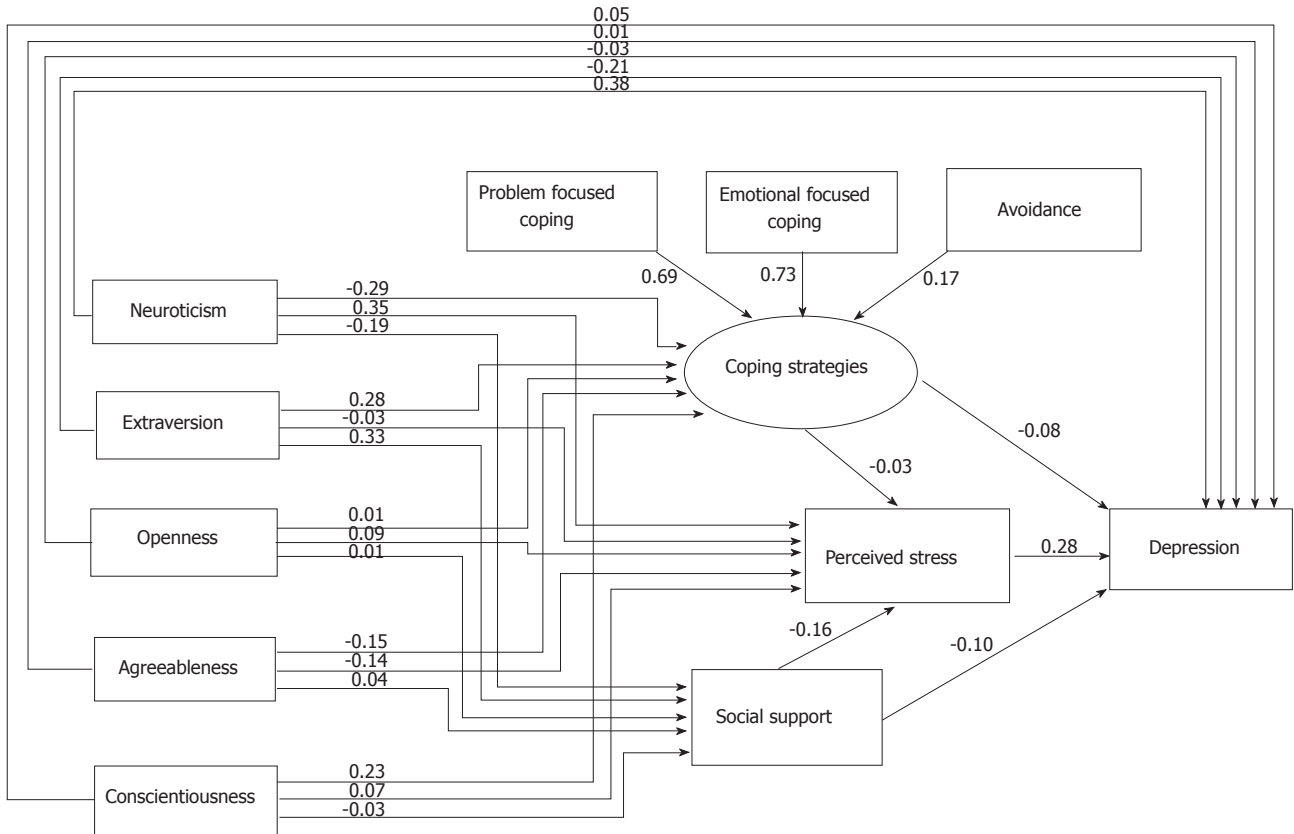 0.05
0.01
-0.03
-0.21
0.38
Problem focused
coping
Emotional focused
coping
Avoidance
0.69
0.73
0.17
Neuroticism
-0.29
0.35
-0.19
Coping strategies
Extraversion
0.28
-0.03
0.33
-0.08
-0.03
Openness
0.01
0.09
0.01
Perceived stress
0.28
Depression
Agreeableness
-0.15
-0.14
0.04
-0.16
-0.10
Social support
Conscientiousness
0.23
0.07
-0.03